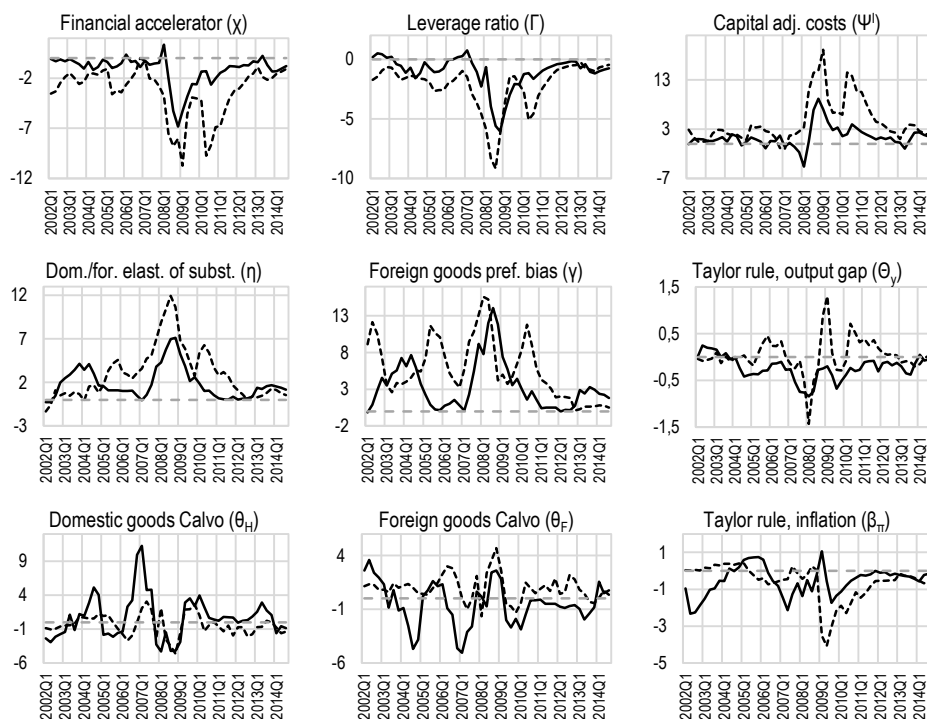 Financial accelerator (χ)
-2
-7
-12
2002Q1
2003Q1
2004Q1
2005Q1
2006Q1
2007Q1
2008Q1
2009Q1
2010Q1
2011Q1
2012Q1
2013Q1
2014Q1
Leverage ratio (Γ)
0
-5
-10
2002Q1
2003Q1
2004Q1
2005Q1
2006Q1
2007Q1
2008Q1
2009Q1
2010Q1
2011Q1
2012Q1
2013Q1
2014Q1
Capital adj. costs (Ψᴵ)
13
3
-7
2002Q1
2003Q1
2004Q1
2005Q1
2006Q1
2007Q1
2008Q1
2009Q1
2010Q1
2011Q1
2012Q1
2013Q1
2014Q1
Dom./for. elast. of subst. (η)
12
7
2
-3
2002Q1
2003Q1
2004Q1
2005Q1
2006Q1
2007Q1
2008Q1
2009Q1
2010Q1
2011Q1
2012Q1
2013Q1
2014Q1
Foreign goods pref. bias (γ)
13
8
3
-2
2002Q1
2003Q1
2004Q1
2005Q1
2006Q1
2007Q1
2008Q1
2009Q1
2010Q1
2011Q1
2012Q1
2013Q1
2014Q1
Taylor rule, output gap (Θy)
1,5
0,5
-0,5
-1,5
2002Q1
2003Q1
2004Q1
2005Q1
2006Q1
2007Q1
2008Q1
2009Q1
2010Q1
2011Q1
2012Q1
2013Q1
2014Q1
Domestic goods Calvo (θH)
9
4
-1
-6
2002Q1
2003Q1
2004Q1
2005Q1
2006Q1
2007Q1
2008Q1
2009Q1
2010Q1
2011Q1
2012Q1
2013Q1
2014Q1
Foreign goods Calvo (θF)
4
-1
-6
2002Q1
2003Q1
2004Q1
2005Q1
2006Q1
2007Q1
2008Q1
2009Q1
2010Q1
2011Q1
2012Q1
2013Q1
2014Q1
Taylor rule, inflation (βπ)
1
-1
-3
-5
2002Q1
2003Q1
2004Q1
2005Q1
2006Q1
2007Q1
2008Q1
2009Q1
2010Q1
2011Q1
2012Q1
2013Q1
2014Q1